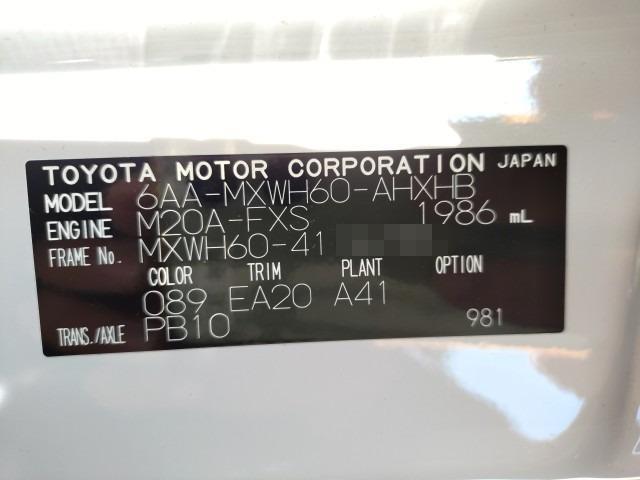 TOYOTA MOTOR CORPORATION JAPAN
MODEL 6AA-MXWH60-AHXHB
ENGINE M20A-FXS 1986 mL
FRAME No. MXWH60-41
COLOR TRIM PLANT OPTION
089 EA20 A41
TRANS./AXLE PB10 981